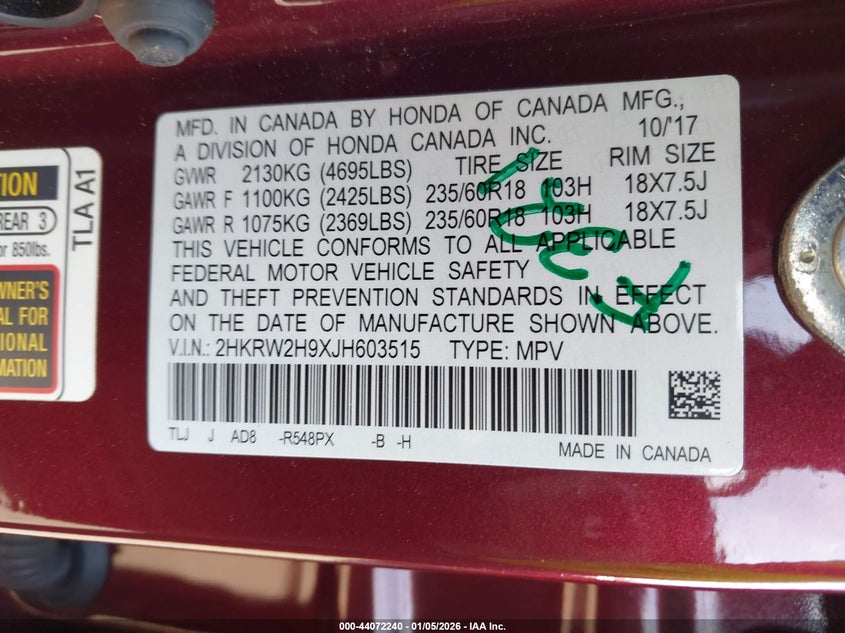 MFD. IN CANADA BY HONDA OF CANADA MFG.,
A DIVISION OF HONDA CANADA INC. 10/'17
GVWR 2130KG (4695LBS) TIRE SIZE RIM SIZE
GAWR F 1100KG (2425LBS) 235/60R18 103H 18X7.5J
GAWR R 1075KG (2369LBS) 235/60R18 103H 18X7.5J
THIS VEHICLE CONFORMS TO ALL APPLICABLE
FEDERAL MOTOR VEHICLE SAFETY
AND THEFT PREVENTION STANDARDS IN EFFECT
ON THE DATE OF MANUFACTURE SHOWN ABOVE.
V.I.N.: 2HKRW2H9XJH603515 TYPE: MPV
TLJ J AD8 -R548PX -B -H
MADE IN CANADA
TLA A1
REAR 3
or 850lbs.
WNER'S
AL FOR
IONAL
RMATION
000-44072240 - 01/05/2026 - IAA Inc.